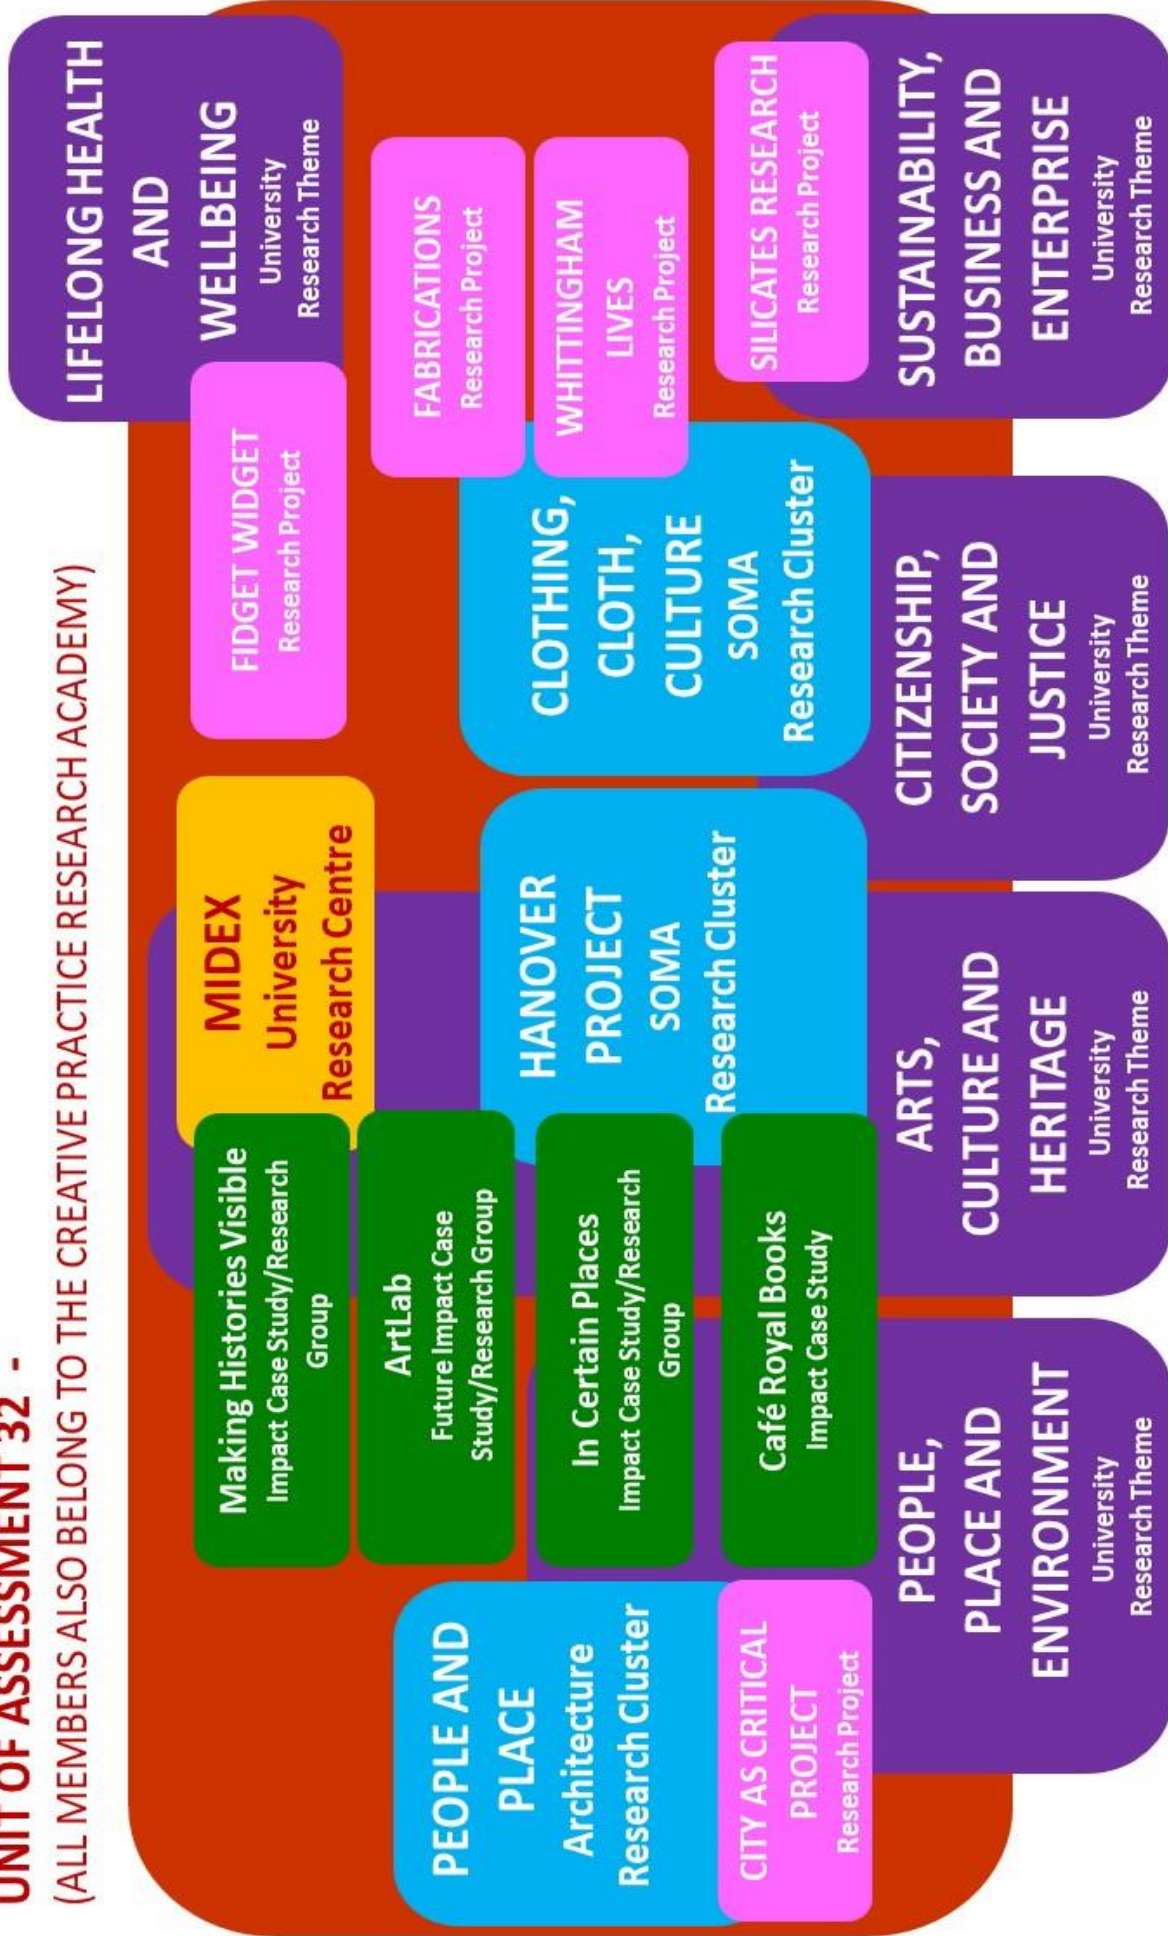 UNIT OF ASSESSMENT 32 -
(ALL MEMBERS ALSO BELONG TO THE CREATIVE PRACTICE RESEARCH ACADEMY)
LIFELONG HEALTH
AND
WELLBEING
University
Research Theme
Making Histories Visible
Impact Case Study/Research
Group
MIDEX
University
Research Centre
FIDGET WIDGET
Research Project
PEOPLE AND
PLACE
Architecture
Research Cluster
ArtLab
Future Impact Case
Study/Research Group
FABRICATIONS
Research Project
In Certain Places
Impact Case Study/Research
Group
HANOVER
PROJECT
SOMA
Research Cluster
CLOTHING,
CLOTH,
CULTURE
SOMA
Research Cluster
WHITTINGHAM
LIVES
Research Project
CITY AS CRITICAL
PROJECT
Research Project
Café Royal Books
Impact Case Study
SILICATES RESEARCH
Research Project
PEOPLE,
PLACE AND
ENVIRONMENT
University
Research Theme
ARTS,
CULTURE AND
HERITAGE
University
Research Theme
CITIZENSHIP,
SOCIETY AND
JUSTICE
University
Research Theme
SUSTAINABILITY,
BUSINESS AND
ENTERPRISE
University
Research Theme